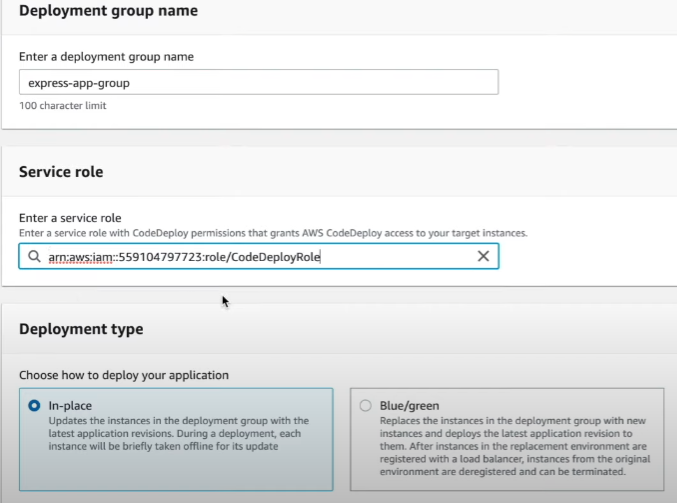 Deployment group name
Enter a deployment group name
express-app-group
100 character limit
Service role
Enter a service role
Enter a service role with CodeDeploy permissions that grants AWS CodeDeploy access to your target instances.
arn:aws:iam::559104797723:role/CodeDeployRole
Deployment type
Choose how to deploy your application
In-place
Updates the instances in the deployment group with the
latest application revisions. During a deployment, each
instance will be briefly taken offline for its update
Blue/green
Replaces the instances in the deployment group with new
instances and deploys the latest application revision to
them. After instances in the replacement environment are
registered with a load balancer, instances from the original
environment are deregistered and can be terminated.